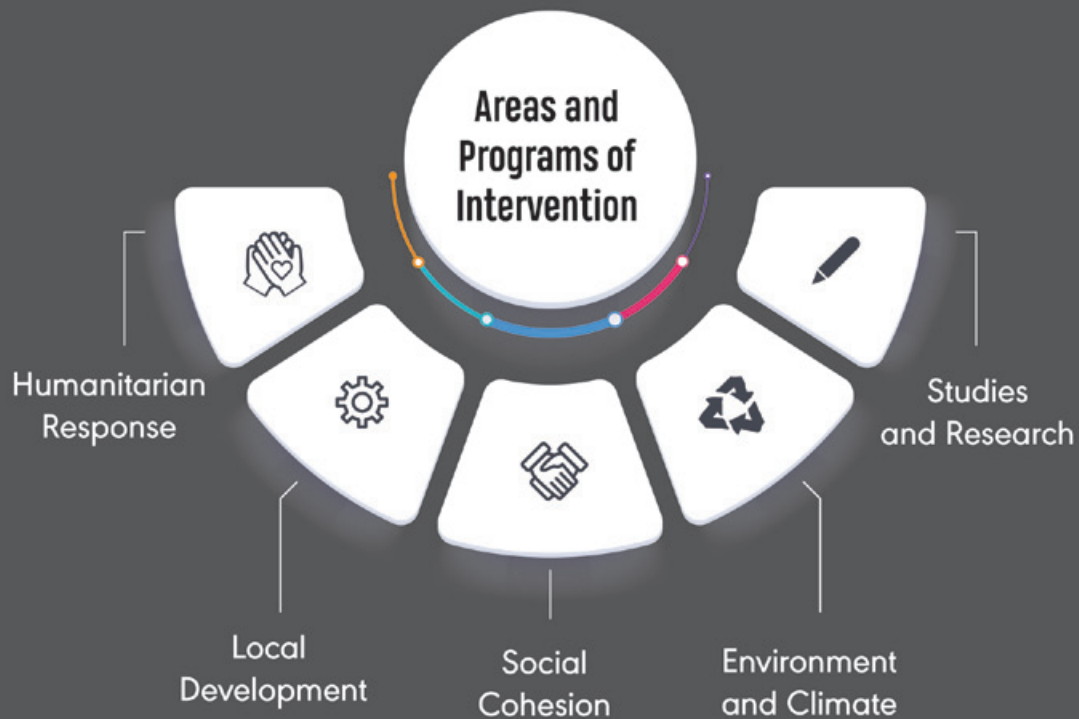 Areas and
Programs of
Intervention
Humanitarian
Response
Local
Development
Social
Cohesion
Environment
and Climate
Studies
and Research